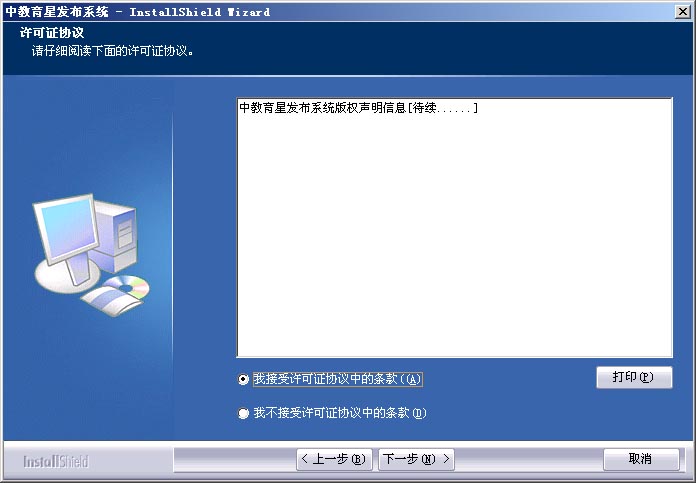 中教育星发布系统 - InstallShield Wizard
许可证协议
请仔细阅读下面的许可证协议。
中教育星发布系统版权声明信息[待续......]
我接受许可证协议中的条款(A)
打印(P)
我不接受许可证协议中的条款(D)
InstallShield
< 上一步(B)
下一步(N) >
取消